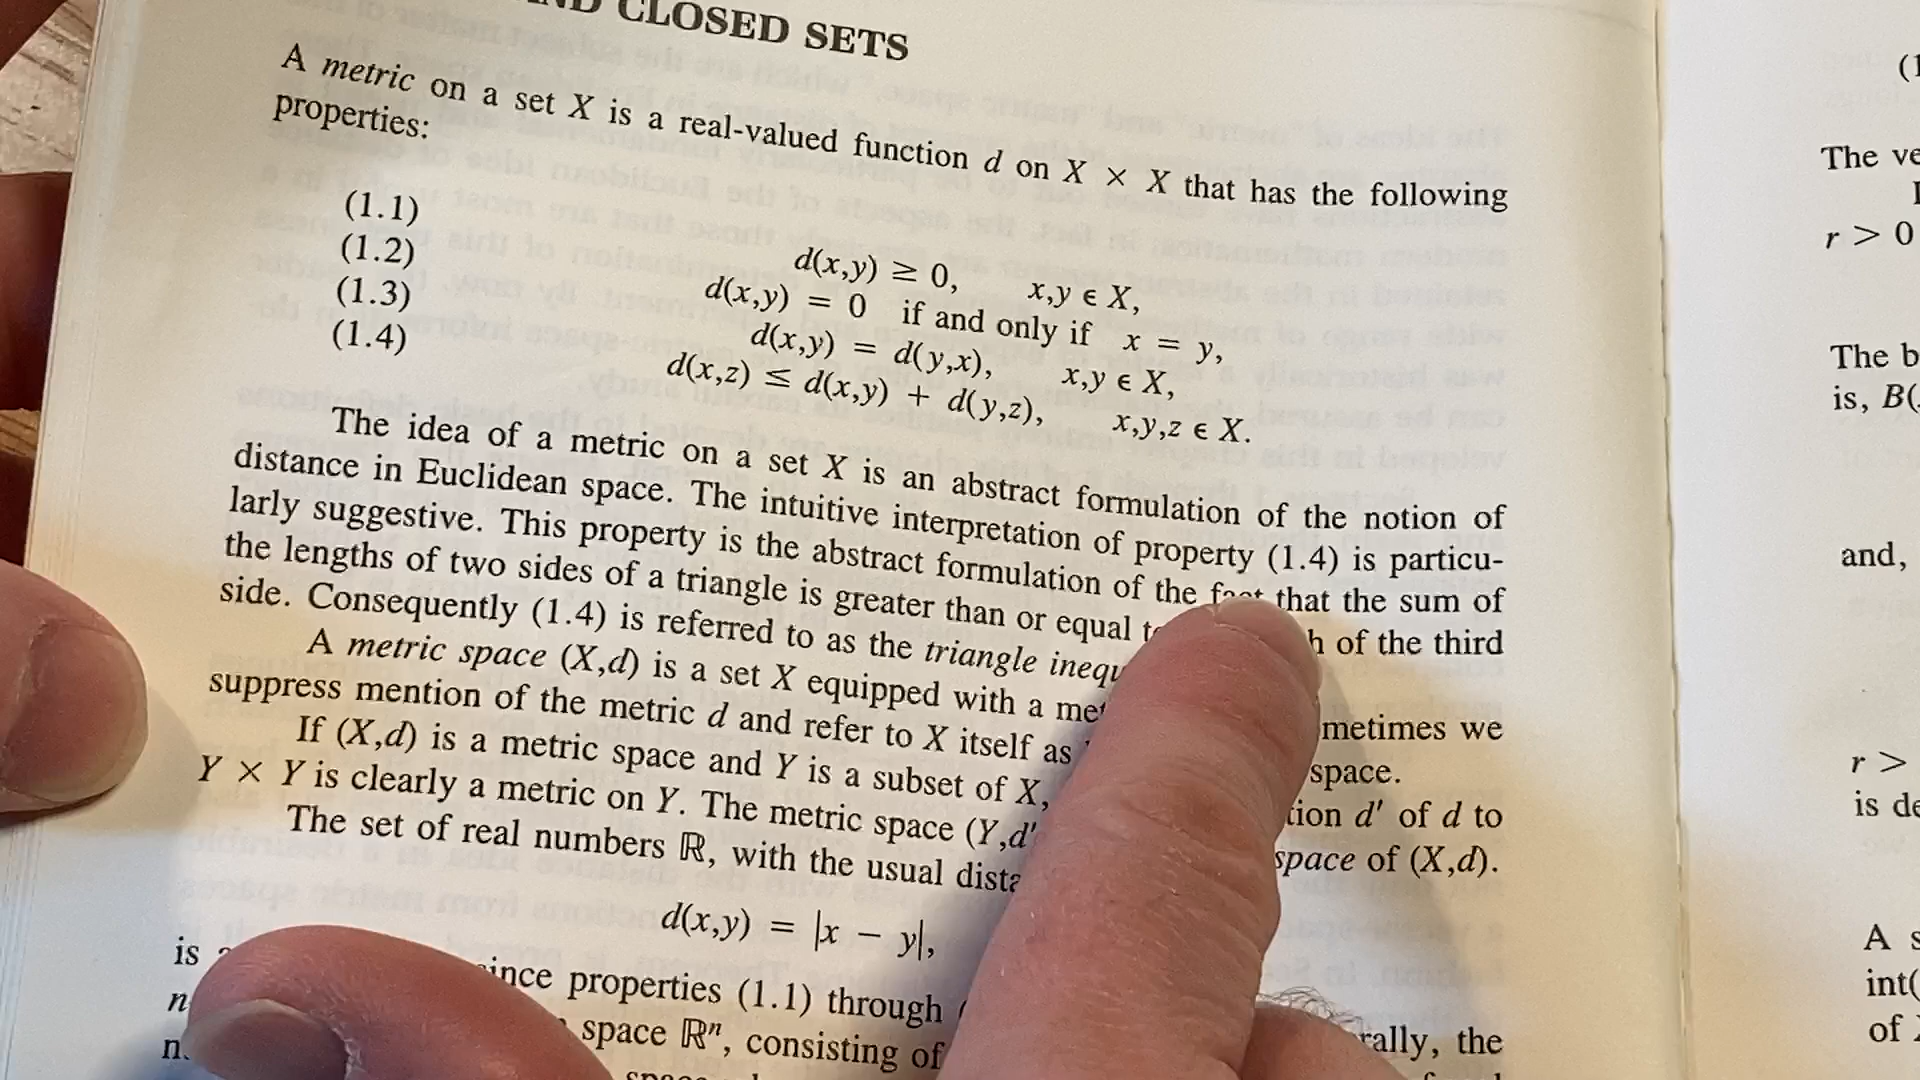 CLOSED SETS
A metric on a set X is a real-valued function d on X × X that has the following
properties:
(1.1) d(x,y) ≥ 0, x,y ∈ X,
(1.2) d(x,y) = 0 if and only if x = y,
(1.3) d(x,y) = d(y,x), x,y ∈ X,
(1.4) d(x,z) ≤ d(x,y) + d(y,z), x,y,z ∈ X.
The idea of a metric on a set X is an abstract formulation of the notion of
distance in Euclidean space. The intuitive interpretation of property (1.4) is particu-
larly suggestive. This property is the abstract formulation of the fact that the sum of
the lengths of two sides of a triangle is greater than or equal of the third
side. Consequently (1.4) is referred to as the triangle
A metric space (X,d) is a set X equipped with a metimes we
suppress mention of the metric d and refer to X itself as space.
If (X,d) is a metric space and Y is a subset of X, tion d′ of d to
Y × Y is clearly a metric on Y. The metric space (Y,d′ space of (X,d).
The set of real numbers ℝ, with the usual
d(x,y) = |x − y|,
is ince properties (1.1) through
space ℝⁿ, consisting of rally, the
(1
The ve
r > 0
The b
is, B(
and,
r >
is de
A s
int(
of